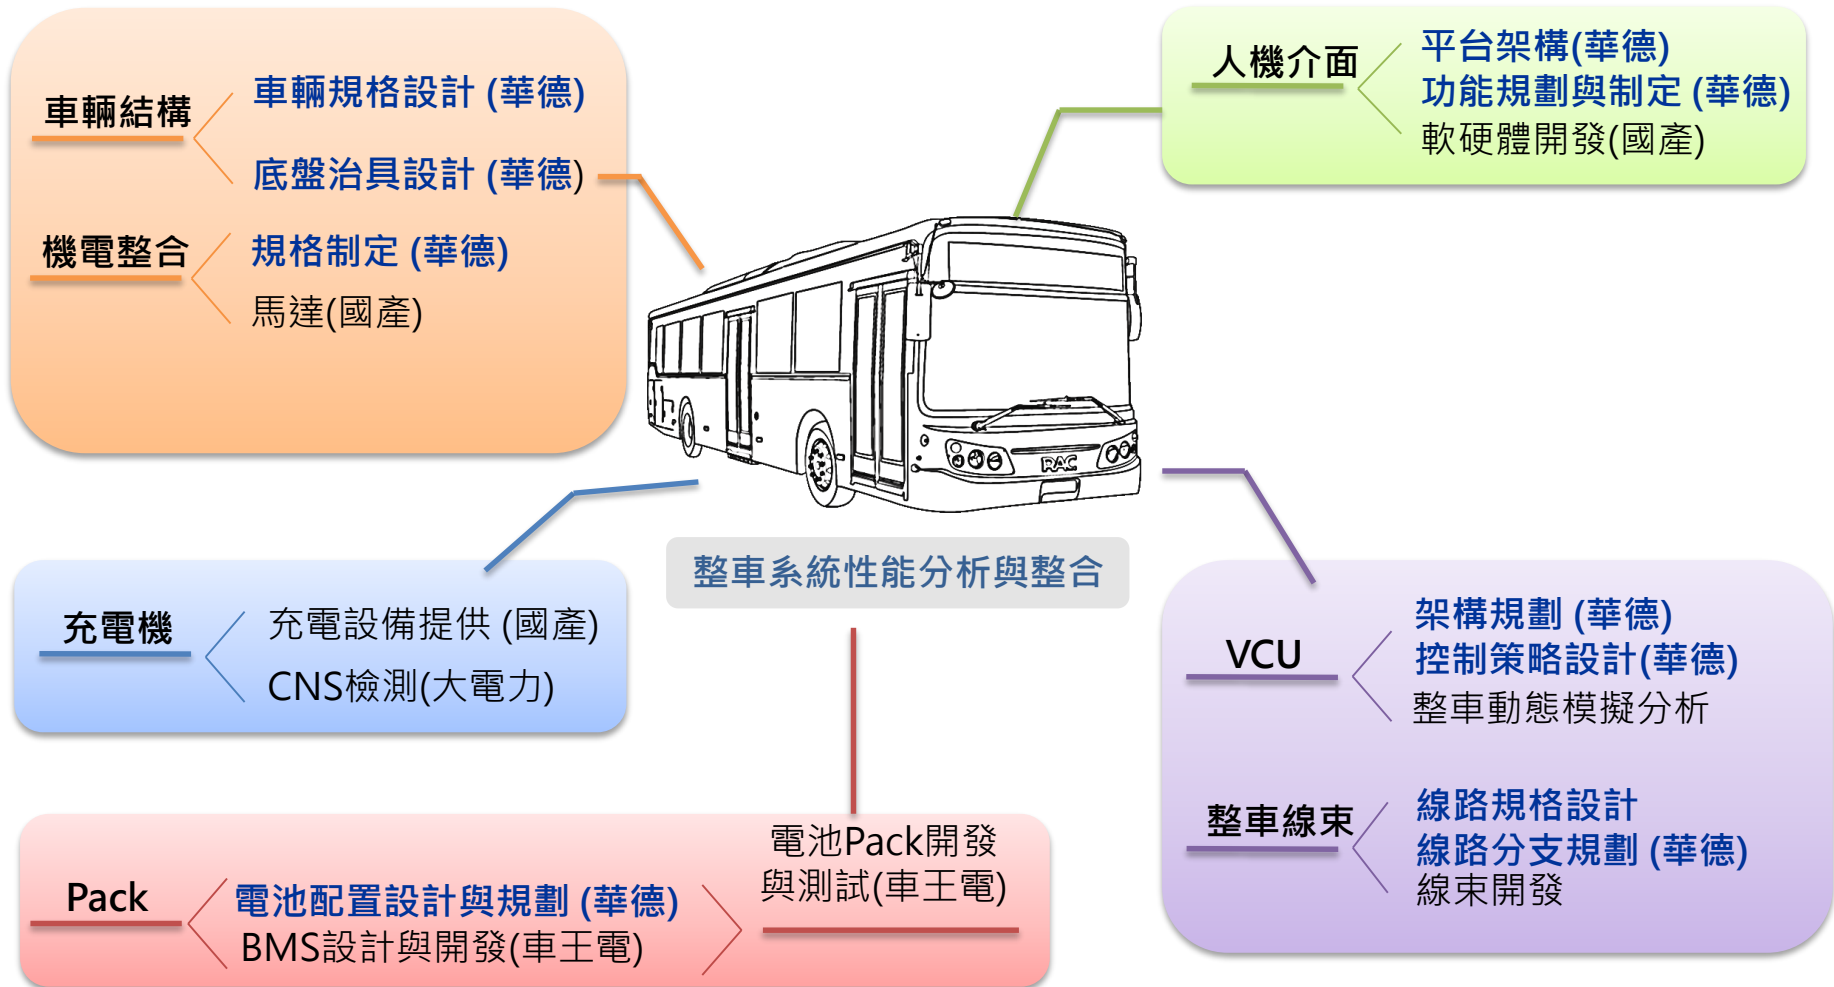 車輛結構
車輛規格設計 (華德)
底盤治具設計 (華德)
機電整合
規格制定 (華德)
馬達(國產)
人機介面
平台架構(華德)
功能規劃與制定 (華德)
軟硬體開發(國產)
RAC
整車系統性能分析與整合
充電機
充電設備提供 (國產)
CNS檢測(大電力)
VCU
架構規劃 (華德)
控制策略設計(華德)
整車動態模擬分析
整車線束
線路規格設計
線路分支規劃 (華德)
線束開發
Pack
電池配置設計與規劃 (華德)
BMS設計與開發(車王電)
電池Pack開發
與測試(車王電)